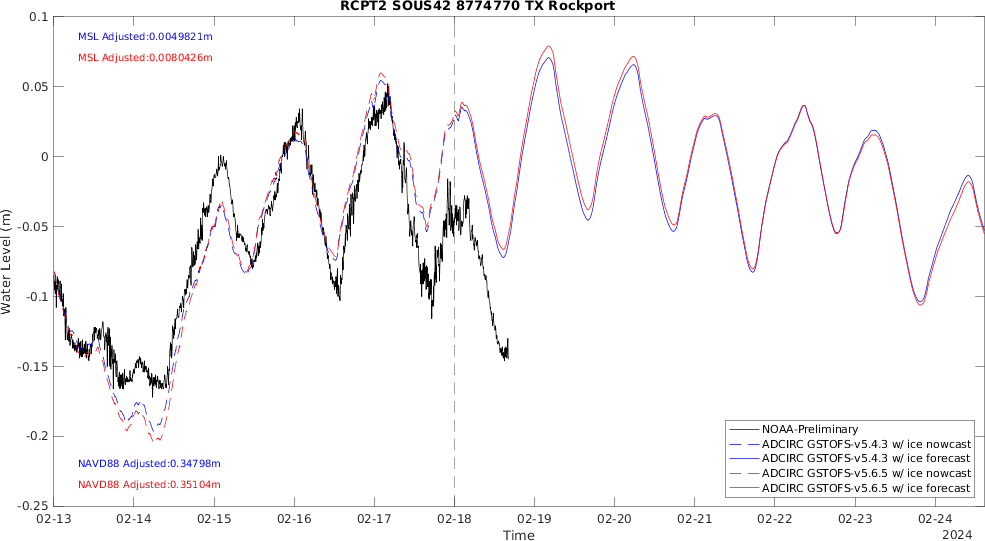 RCPT2 SOUS42 8774770 TX Rockport
MSL Adjusted:0.0049821m
MSL Adjusted:0.0080426m
0.1
0.05
0
-0.05
-0.1
-0.15
-0.2
-0.25
Water Level (m)
NAVD88 Adjusted:0.34798m
NAVD88 Adjusted:0.35104m
NOAA-Preliminary
ADCIRC GSTOFS-v5.4.3 w/ ice nowcast
ADCIRC GSTOFS-v5.4.3 w/ ice forecast
ADCIRC GSTOFS-v5.6.5 w/ ice nowcast
ADCIRC GSTOFS-v5.6.5 w/ ice forecast
02-13 02-14 02-15 02-16 02-17 02-18 02-19 02-20 02-21 02-22 02-23 02-24
Time
2024